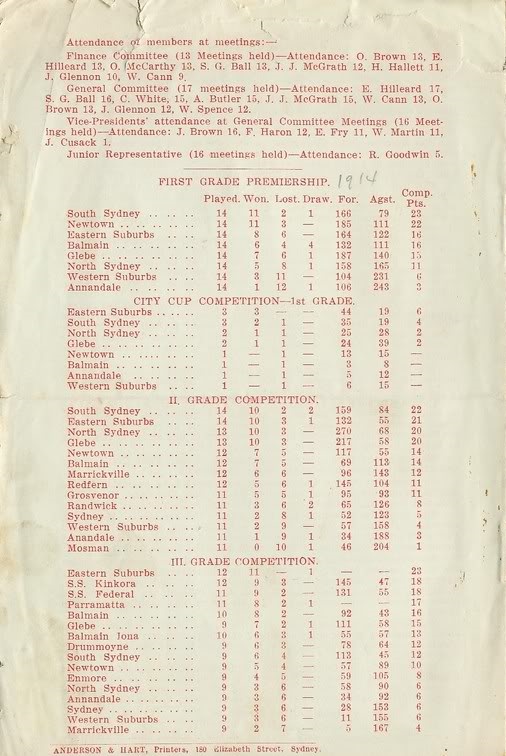 Attendance of members at meetings:—
Finance Committee (13 Meetings held)—Attendance: O. Brown 13, E.
Hilleard 13, O. McCarthy 13, S. G. Ball 13, J. J. McGrath 12, H. Hallett 11,
J. Glennon 10, W. Cann 9.
General Committee (17 meetings held)—Attendance: E. Hilleard 17,
S. G. Ball 16, C. White, 15, A. Butler 15, J. J. McGrath 15, W. Cann 13, O.
Brown 13, J. Glennon 12, W. Spence 12.
Vice-Presidents' attendance at General Committee Meetings (16 Meet-
ings held)—Attendance: J. Brown 16, F. Haron 12, E. Fry 11, W. Martin 11,
J. Cusack 1.
Junior Representative (16 meetings held)—Attendance: R. Goodwin 5.
FIRST GRADE PREMIERSHIP. 1914
Played. Won. Lost. Draw. For. Agst. Comp. Pts.
South Sydney .. .. .. 14 11 2 1 166 79 23
Newtown .. .. .. .. 14 11 3 — 185 111 22
Eastern Suburbs .. .. 14 8 6 — 164 122 16
Balmain .. .. .. .. .. 14 6 4 4 132 111 16
Glebe .. .. .. .. .. 14 7 6 1 187 140 15
North Sydney .. .. .. 14 5 8 1 158 165 11
Western Suburbs .. .. 14 3 11 — 104 231 6
Annandale .. .. .. .. 14 1 12 1 106 243 3
CITY CUP COMPETITION—1st GRADE.
Eastern Suburbs .. .. .. 3 3 — — 44 19 6
South Sydney .. .. .. 3 2 1 — 35 19 4
North Sydney .. .. .. 2 1 1 — 25 28 2
Glebe .. .. .. .. .. 2 1 1 — 24 39 2
Newtown .. .. .. .. 1 — 1 — 13 15 —
Balmain .. .. .. .. 1 — 1 — 3 8 —
Annandale .. .. .. .. 1 — 1 — 5 12 —
Western Suburbs .. .. 1 — 1 — 6 15 —
II. GRADE COMPETITION.
South Sydney .. .. .. 14 10 2 2 159 84 22
Eastern Suburbs .. .. 14 10 3 1 132 55 21
North Sydney .. .. .. 13 10 3 — 270 68 20
Glebe .. .. .. .. .. 13 10 3 — 217 58 20
Newtown .. .. .. .. 12 7 5 — 117 55 14
Balmain .. .. .. .. 12 7 5 — 69 113 14
Marrickville .. .. .. 12 6 6 — 96 143 12
Redfern .. .. .. .. 12 5 6 1 145 104 11
Grosvenor .. .. .. .. 11 5 5 1 95 93 11
Randwick .. .. .. .. 11 3 6 2 65 126 8
Sydney .. .. .. .. .. 11 2 8 1 52 123 5
Western Suburbs .. .. 11 2 9 — 57 158 4
Anandale .. .. .. .. 11 1 9 1 34 188 3
Mosman .. .. .. .. .. 11 0 10 1 46 204 1
III. GRADE COMPETITION.
Eastern Suburbs .. .. 12 11 — 1 — — 23
S.S. Kinkora .. .. .. 12 9 3 — 145 47 18
S.S. Federal .. .. .. 11 9 2 — 131 55 18
Parramatta .. .. .. 11 8 2 1 — — 17
Balmain .. .. .. .. 10 8 2 — 92 43 16
Glebe .. .. .. .. .. 9 7 2 1 111 58 15
Balmain Iona .. .. .. 10 6 3 1 55 57 13
Drummoyne .. .. .. 9 6 3 — 78 64 12
South Sydney .. .. .. 9 6 4 — 113 45 12
Newtown .. .. .. .. 9 5 4 — 57 89 10
Enmore .. .. .. .. 9 4 5 — 59 105 8
North Sydney .. .. .. 9 3 6 — 58 90 6
Annandale .. .. .. .. 9 3 6 — 34 92 6
Sydney .. .. .. .. .. 9 3 6 — 28 153 6
Western Suburbs .. .. 9 3 6 — 11 155 6
Marrickville .. .. .. 9 2 7 — 5 167 4
ANDERSON & HART, Printers, 180 Elizabeth Street, Sydney.